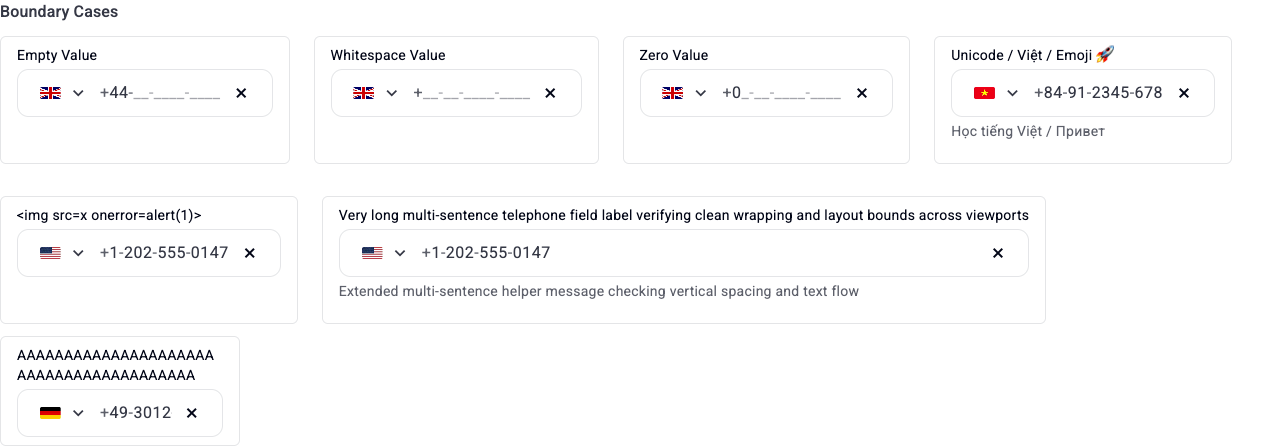 Boundary Cases
Empty Value
+44-__-____-____
Whitespace Value
+__-__-____-____
Zero Value
+0_-__-____-____
Unicode / Việt / Emoji 🚀
+84-91-2345-678
Học tiếng Việt / Привет
<img src=x onerror=alert(1)>
+1-202-555-0147
Very long multi-sentence telephone field label verifying clean wrapping and layout bounds across viewports
+1-202-555-0147
Extended multi-sentence helper message checking vertical spacing and text flow
AAAAAAAAAAAAAAAAAAAAA
AAAAAAAAAAAAAAAAAAA
+49-3012